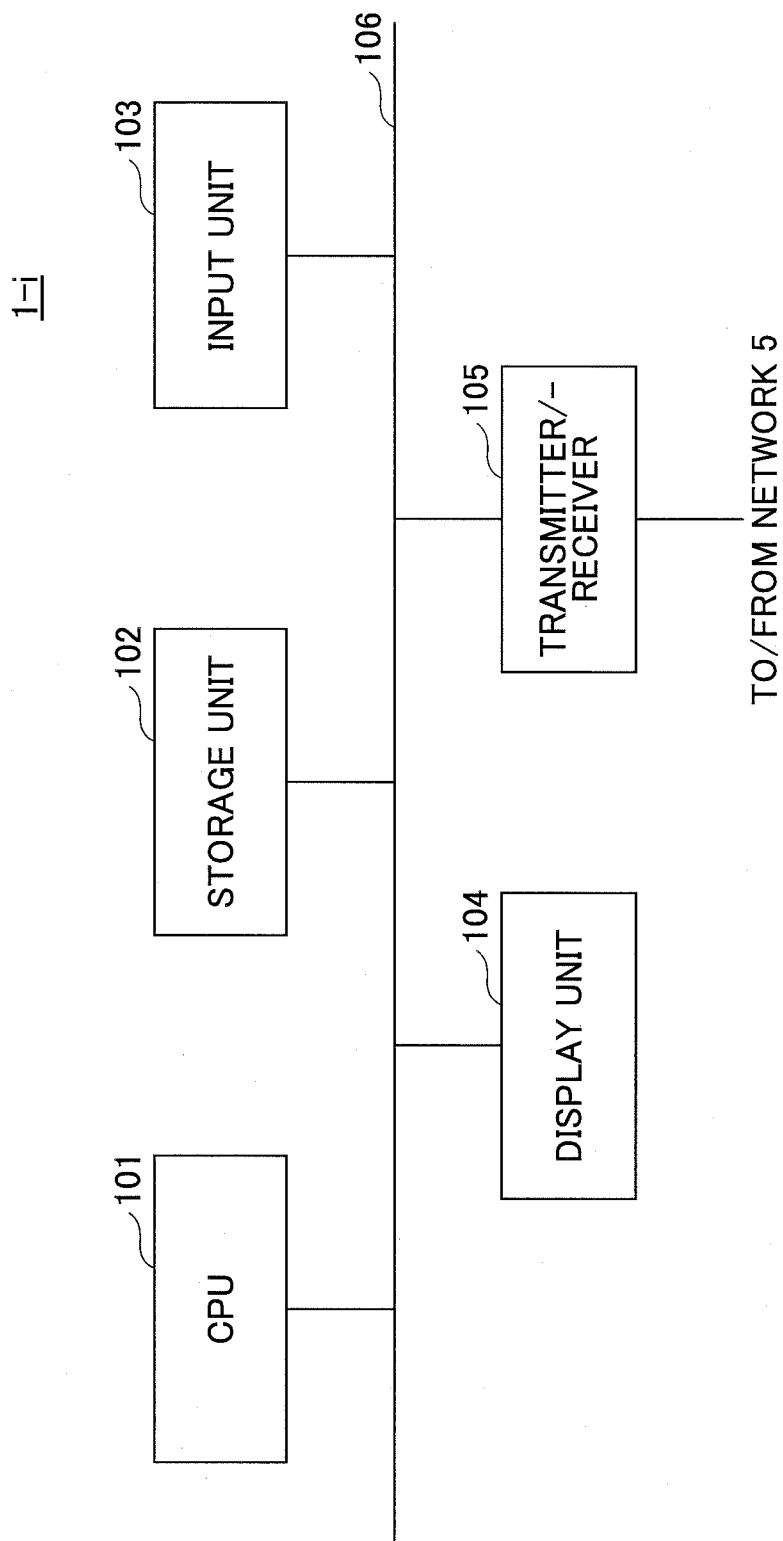 1-i
101
CPU
102
STORAGE UNIT
103
INPUT UNIT
106
104
DISPLAY UNIT
105
TRANSMITTER/-
RECEIVER
TO/FROM NETWORK 5